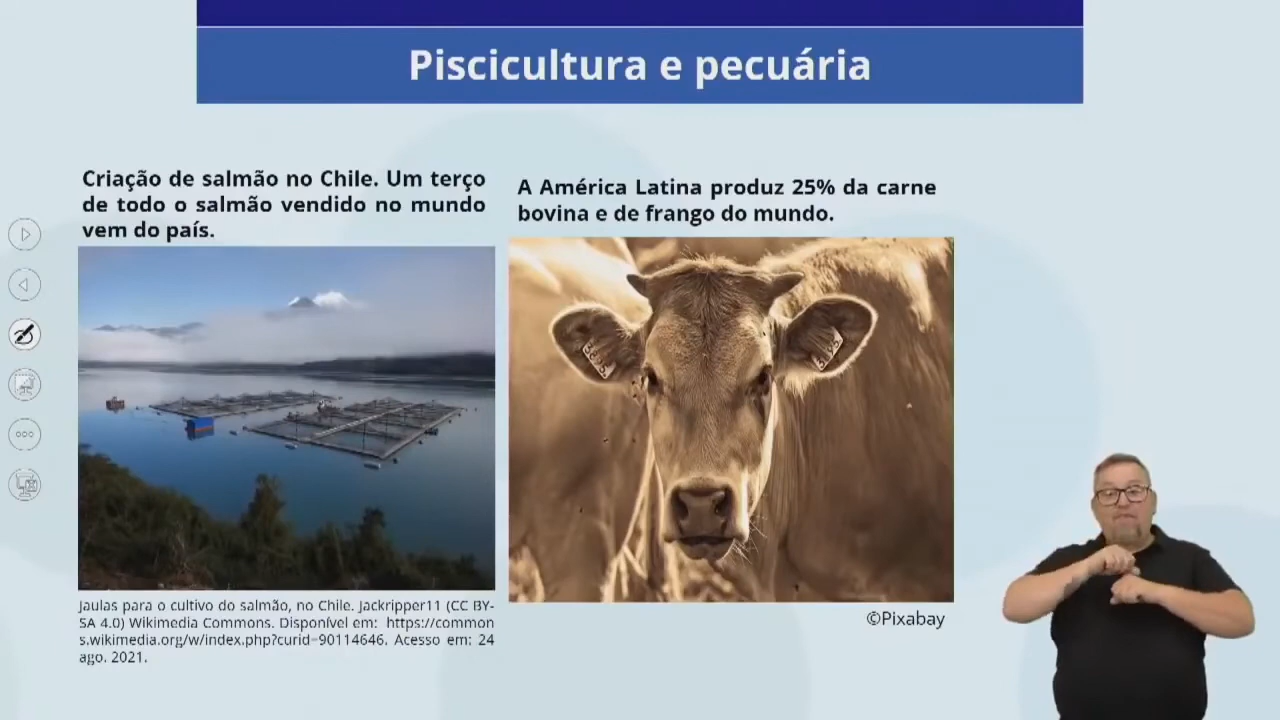 Piscicultura e pecuária
Criação de salmão no Chile. Um terço
de todo o salmão vendido no mundo
vem do país.
A América Latina produz 25% da carne
bovina e de frango do mundo.
Jaulas para o cultivo do salmão, no Chile. Jackripper11 (CC BY-
SA 4.0) Wikimedia Commons. Disponível em: https://common
s.wikimedia.org/w/index.php?curid=90114646. Acesso em: 24
ago. 2021.
©Pixabay